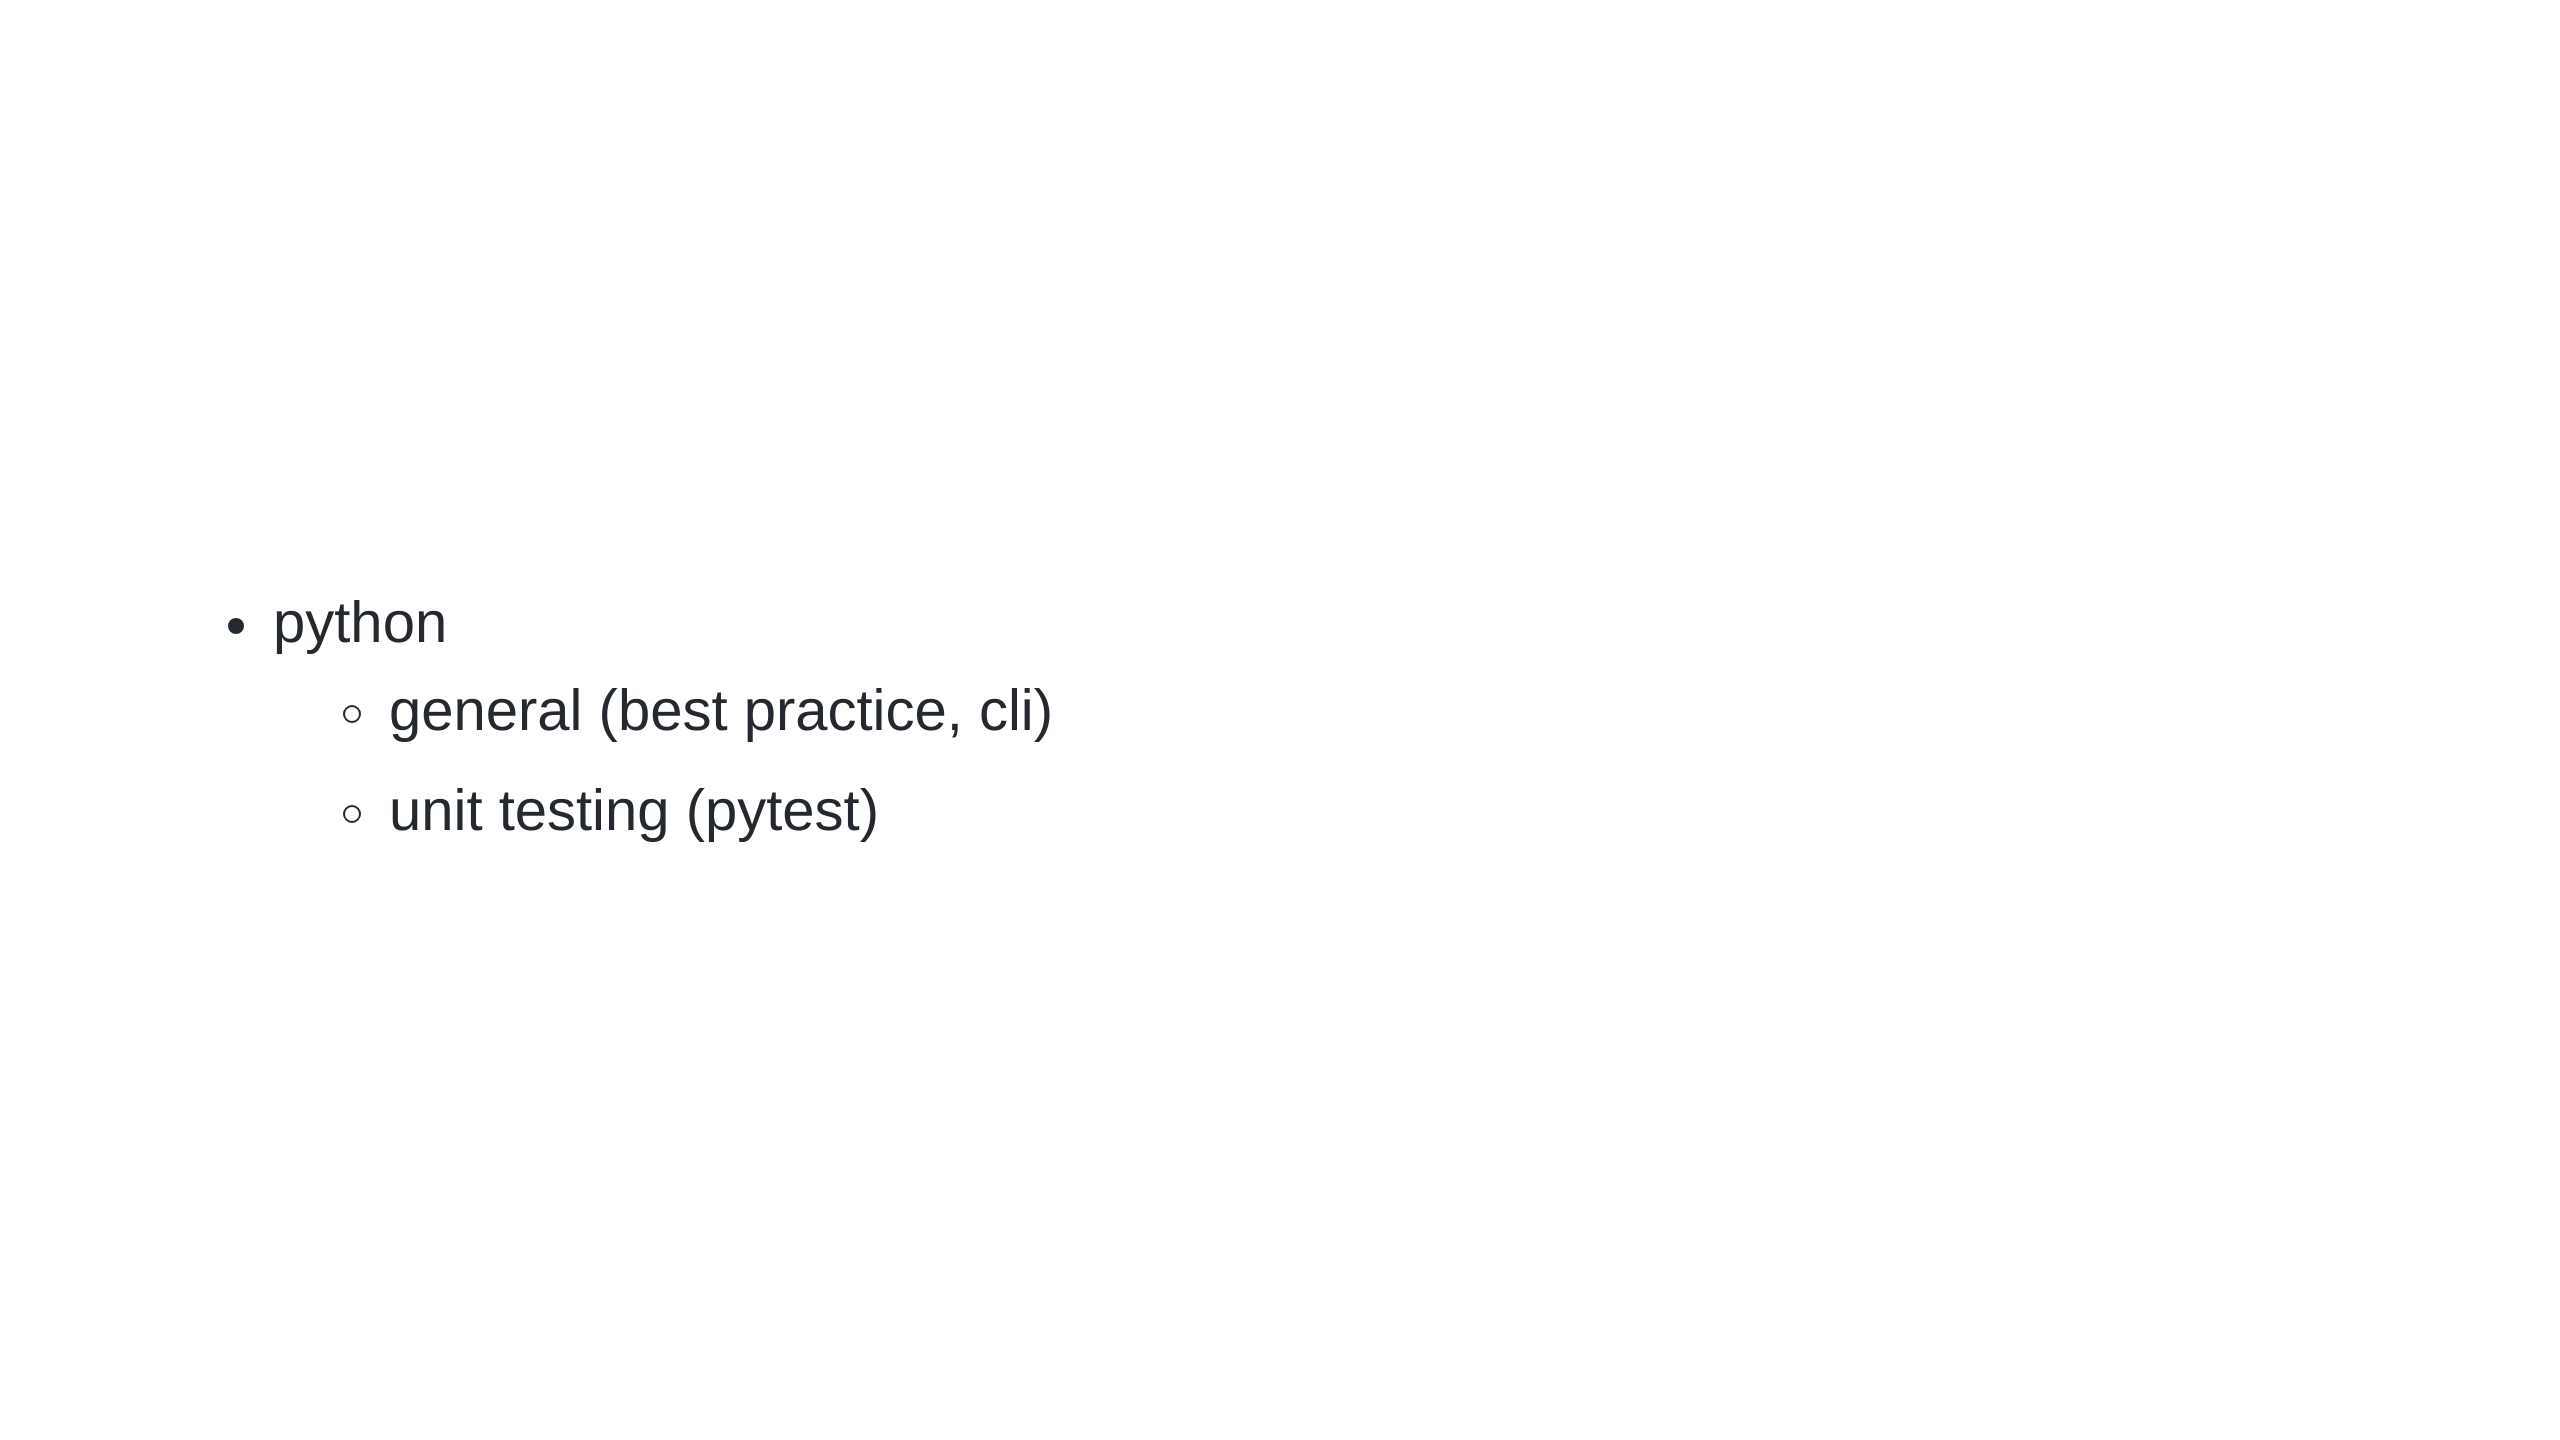 python
general (best practice, cli)
unit testing (pytest)